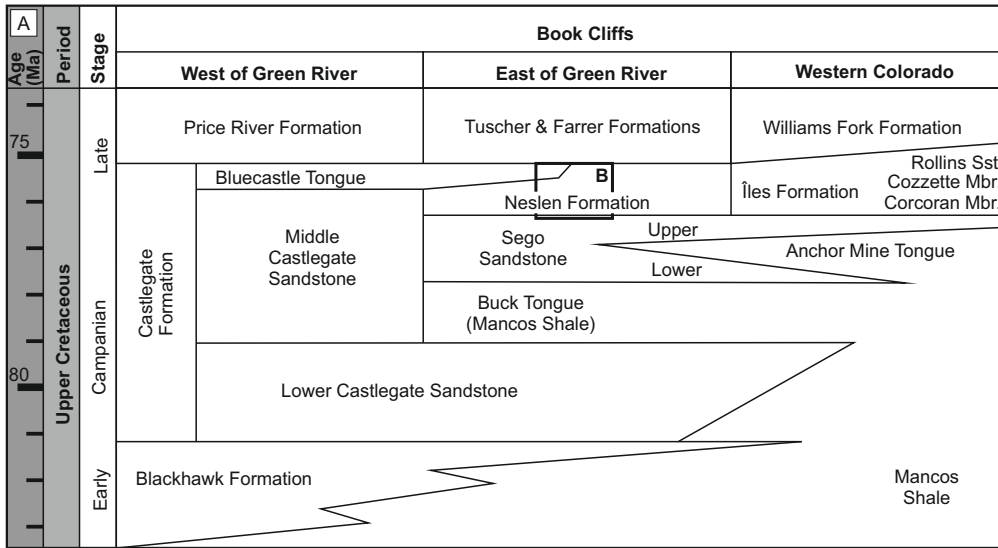 A
Age
(Ma)
Period
Stage
Book Cliffs
West of Green River
East of Green River
Western Colorado
75
80
Upper Cretaceous
Late
Campanian
Early
Price River Formation
Tuscher & Farrer Formations
Williams Fork Formation
Bluecastle Tongue
B
Neslen Formation
Îles Formation
Rollins Sst
Cozzette Mbr.
Corcoran Mbr.
Castlegate
Formation
Middle
Castlegate
Sandstone
Sego
Sandstone
Upper
Lower
Anchor Mine Tongue
Buck Tongue
(Mancos Shale)
Lower Castlegate Sandstone
Blackhawk Formation
Mancos
Shale